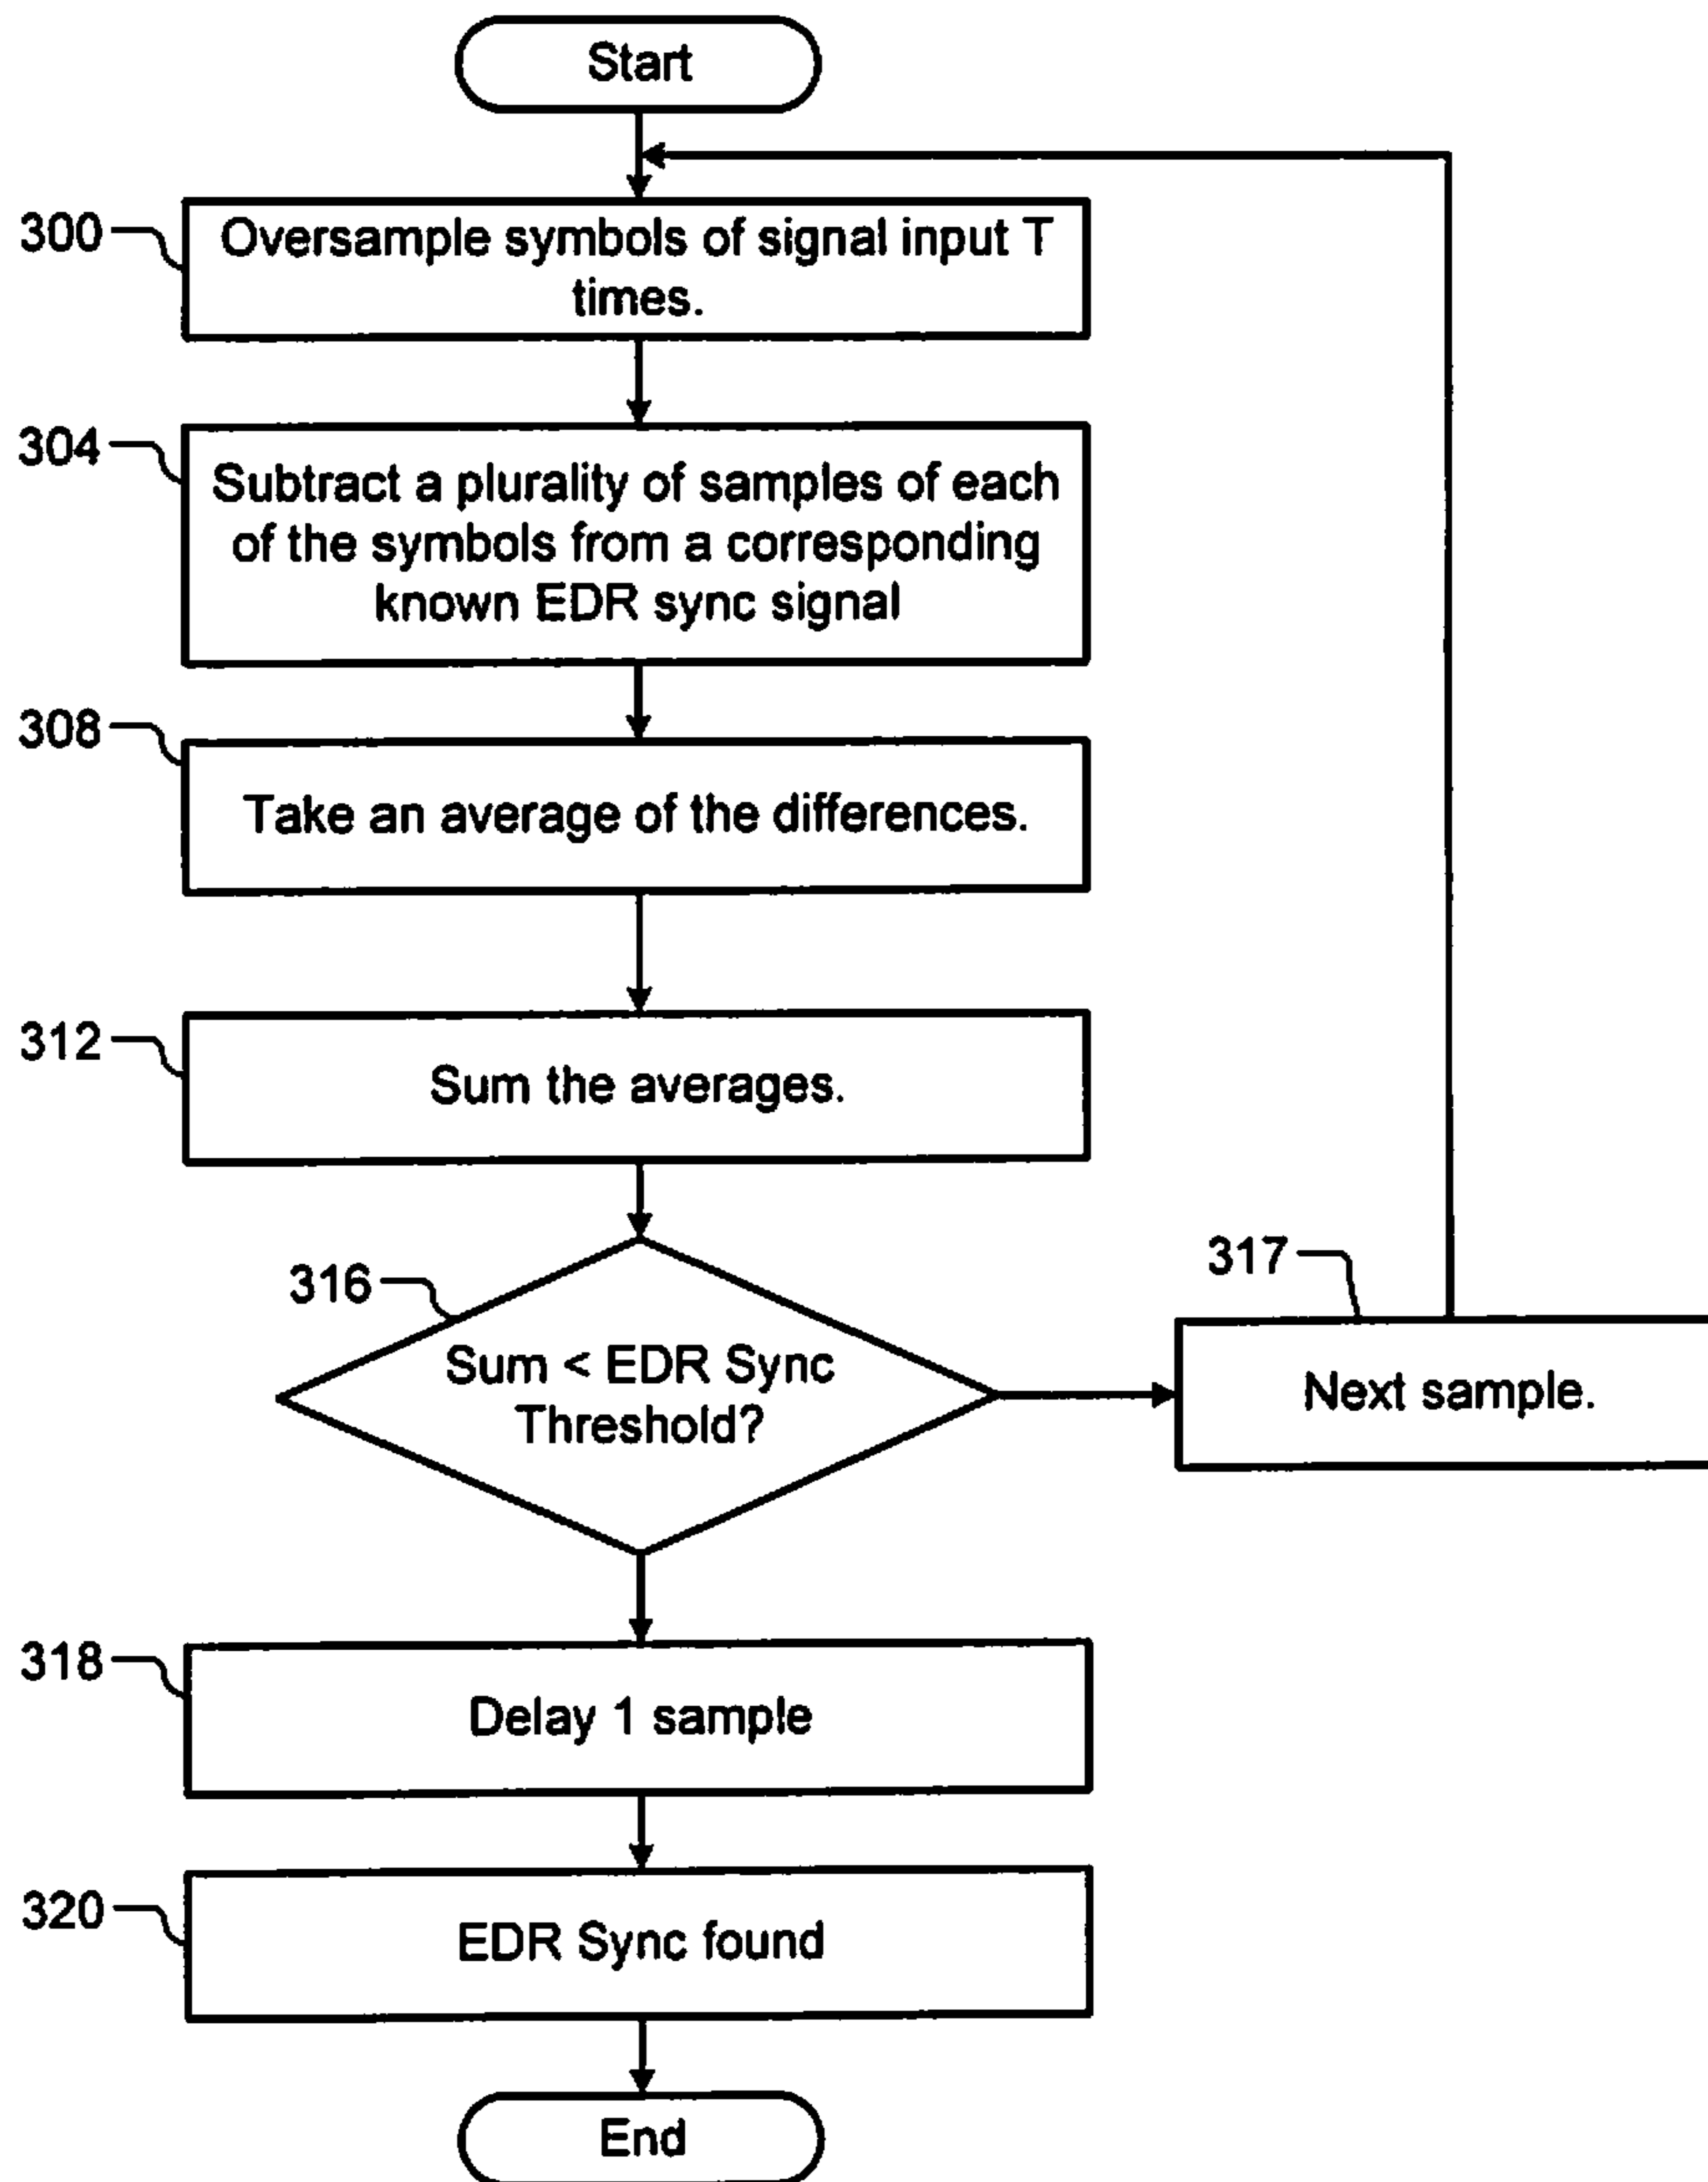 Start
300
Oversample symbols of signal input T
times.
304
Subtract a plurality of samples of each
of the symbols from a corresponding
known EDR sync signal
308
Take an average of the differences.
312
Sum the averages.
316
Sum < EDR Sync
Threshold?
317
Next sample.
318
Delay 1 sample
320
EDR Sync found
End